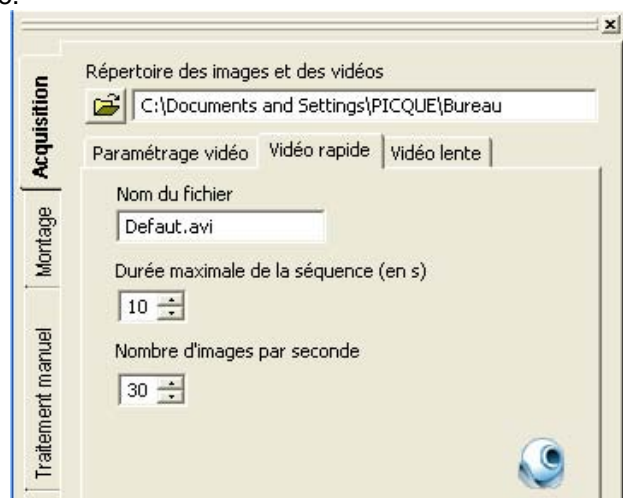 Répertoire des images et des vidéos
C:\Documents and Settings\PICQUE\Bureau
Paramétrage vidéo Vidéo rapide Vidéo lente
Nom du fichier
Defaut.avi
Durée maximale de la séquence (en s)
10
Nombre d'images par seconde
30
Acquisition
Montage
Traitement manuel